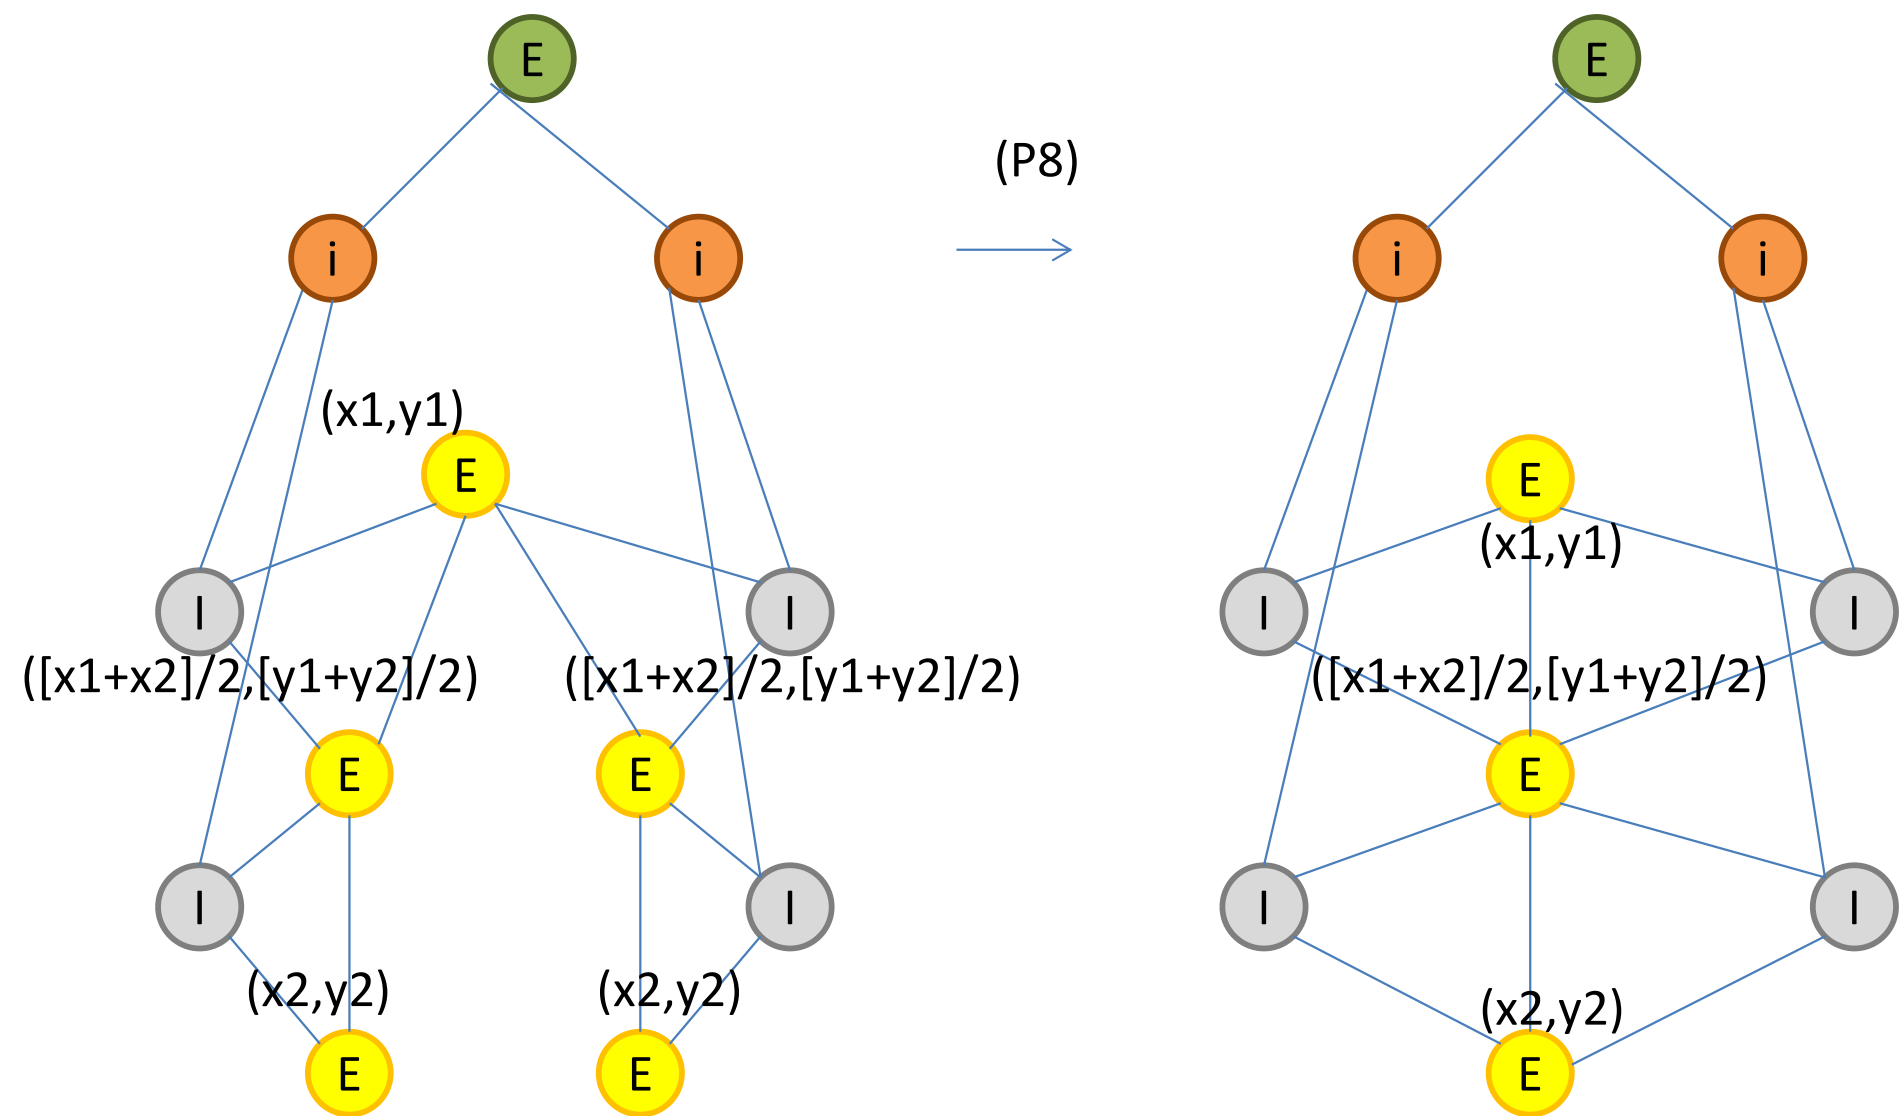 E
E
(P8)
i
i
i
i
(x1,y1)
E
E
(x1,y1)
I
I
I
I
([x1+x2]/2,[y1+y2]/2)
([x1+x2]/2,[y1+y2]/2)
([x1+x2]/2,[y1+y2]/2)
E
E
E
I
I
I
I
(x2,y2)
(x2,y2)
(x2,y2)
E
E
E